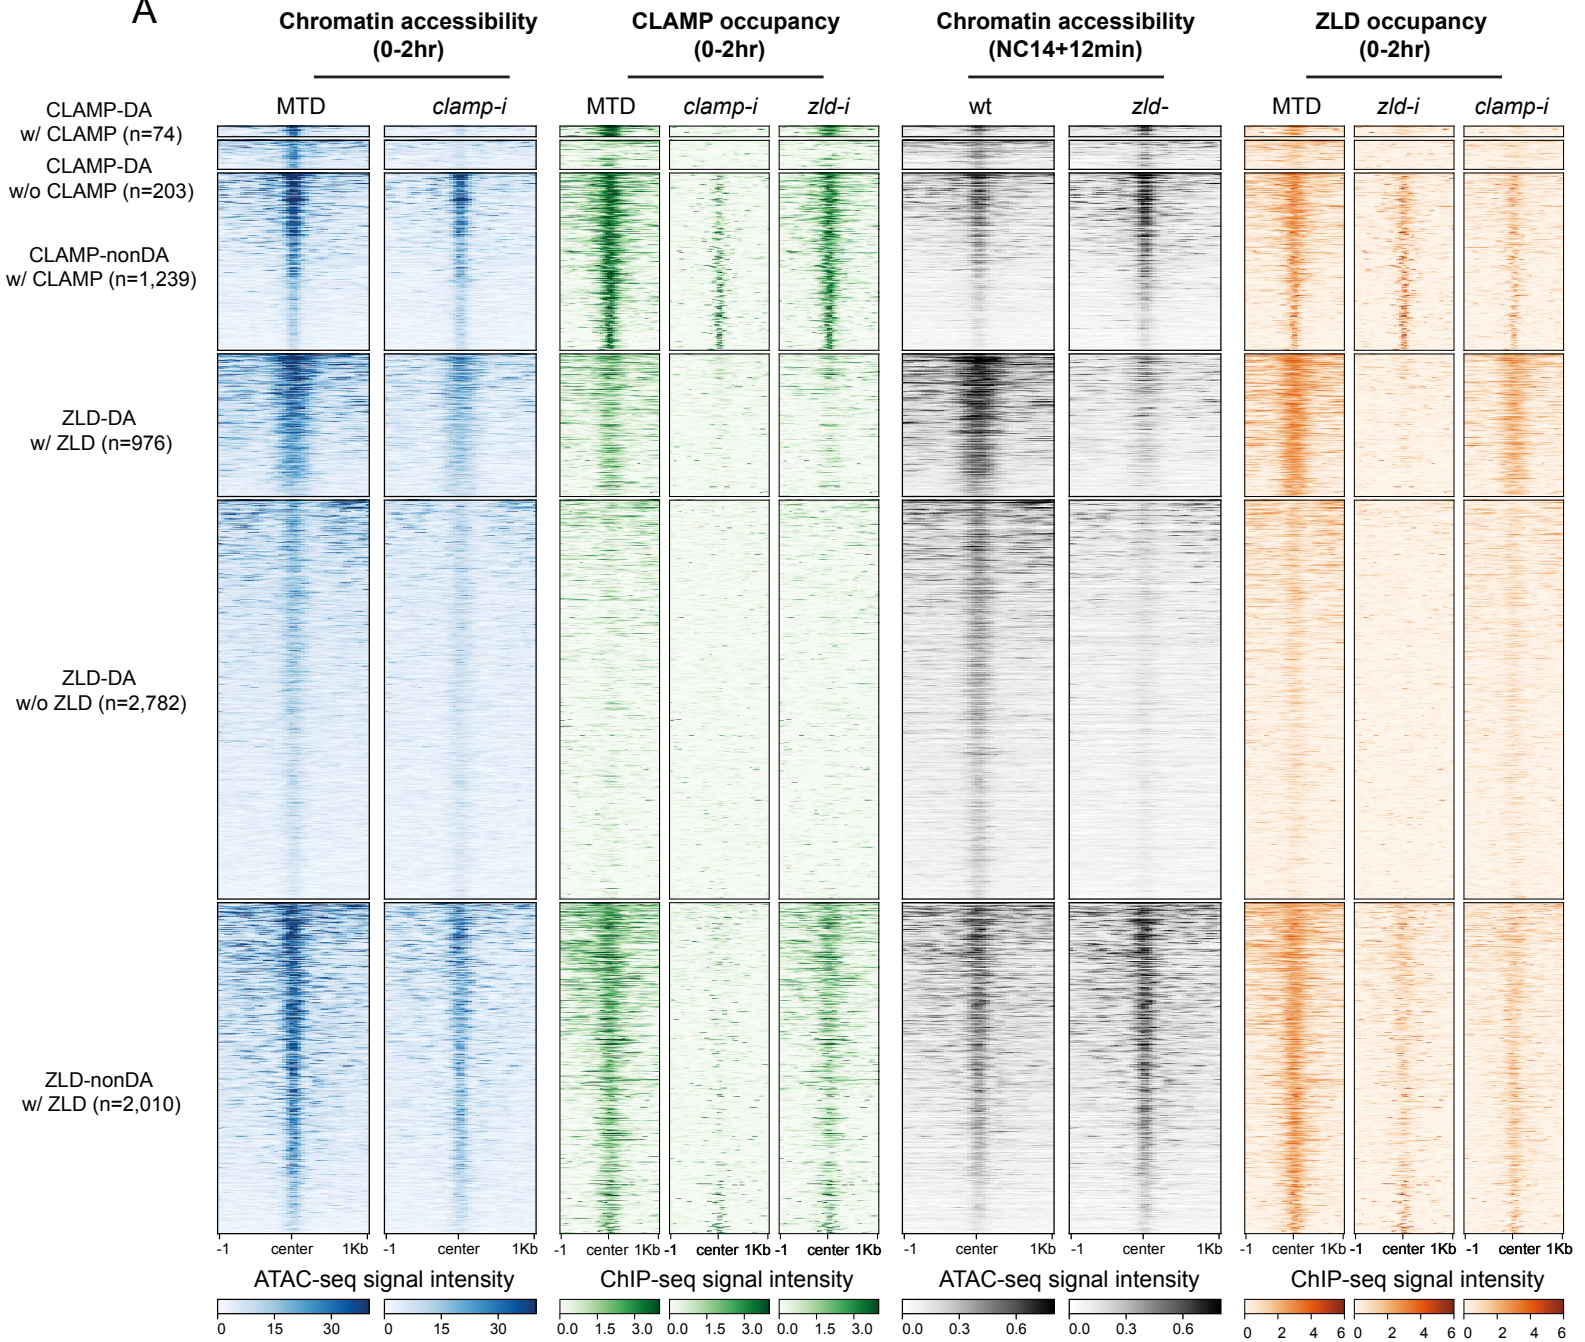 A
Chromatin accessibility
(0-2hr)
CLAMP occupancy
(0-2hr)
Chromatin accessibility
(NC14+12min)
ZLD occupancy
(0-2hr)
MTD clamp-i MTD clamp-i zld-i wt zld- MTD zld-i clamp-i
CLAMP-DA
w/ CLAMP (n=74)
CLAMP-DA
w/o CLAMP (n=203)
CLAMP-nonDA
w/ CLAMP (n=1,239)
ZLD-DA
w/ ZLD (n=976)
ZLD-DA
w/o ZLD (n=2,782)
ZLD-nonDA
w/ ZLD (n=2,010)
-1 center 1Kb -1 center 1Kb -1 center 1Kb -1 center 1Kb -1 center 1Kb -1 center 1Kb -1 center 1Kb -1 center 1Kb -1 center 1Kb -1 center 1Kb
ATAC-seq signal intensity ChIP-seq signal intensity ATAC-seq signal intensity ChIP-seq signal intensity
0 15 30 0 15 30 0.0 1.5 3.0 0.0 1.5 3.0 0.0 1.5 3.0 0.0 0.3 0.6 0.0 0.3 0.6 0 2 4 6 0 2 4 6 0 2 4 6